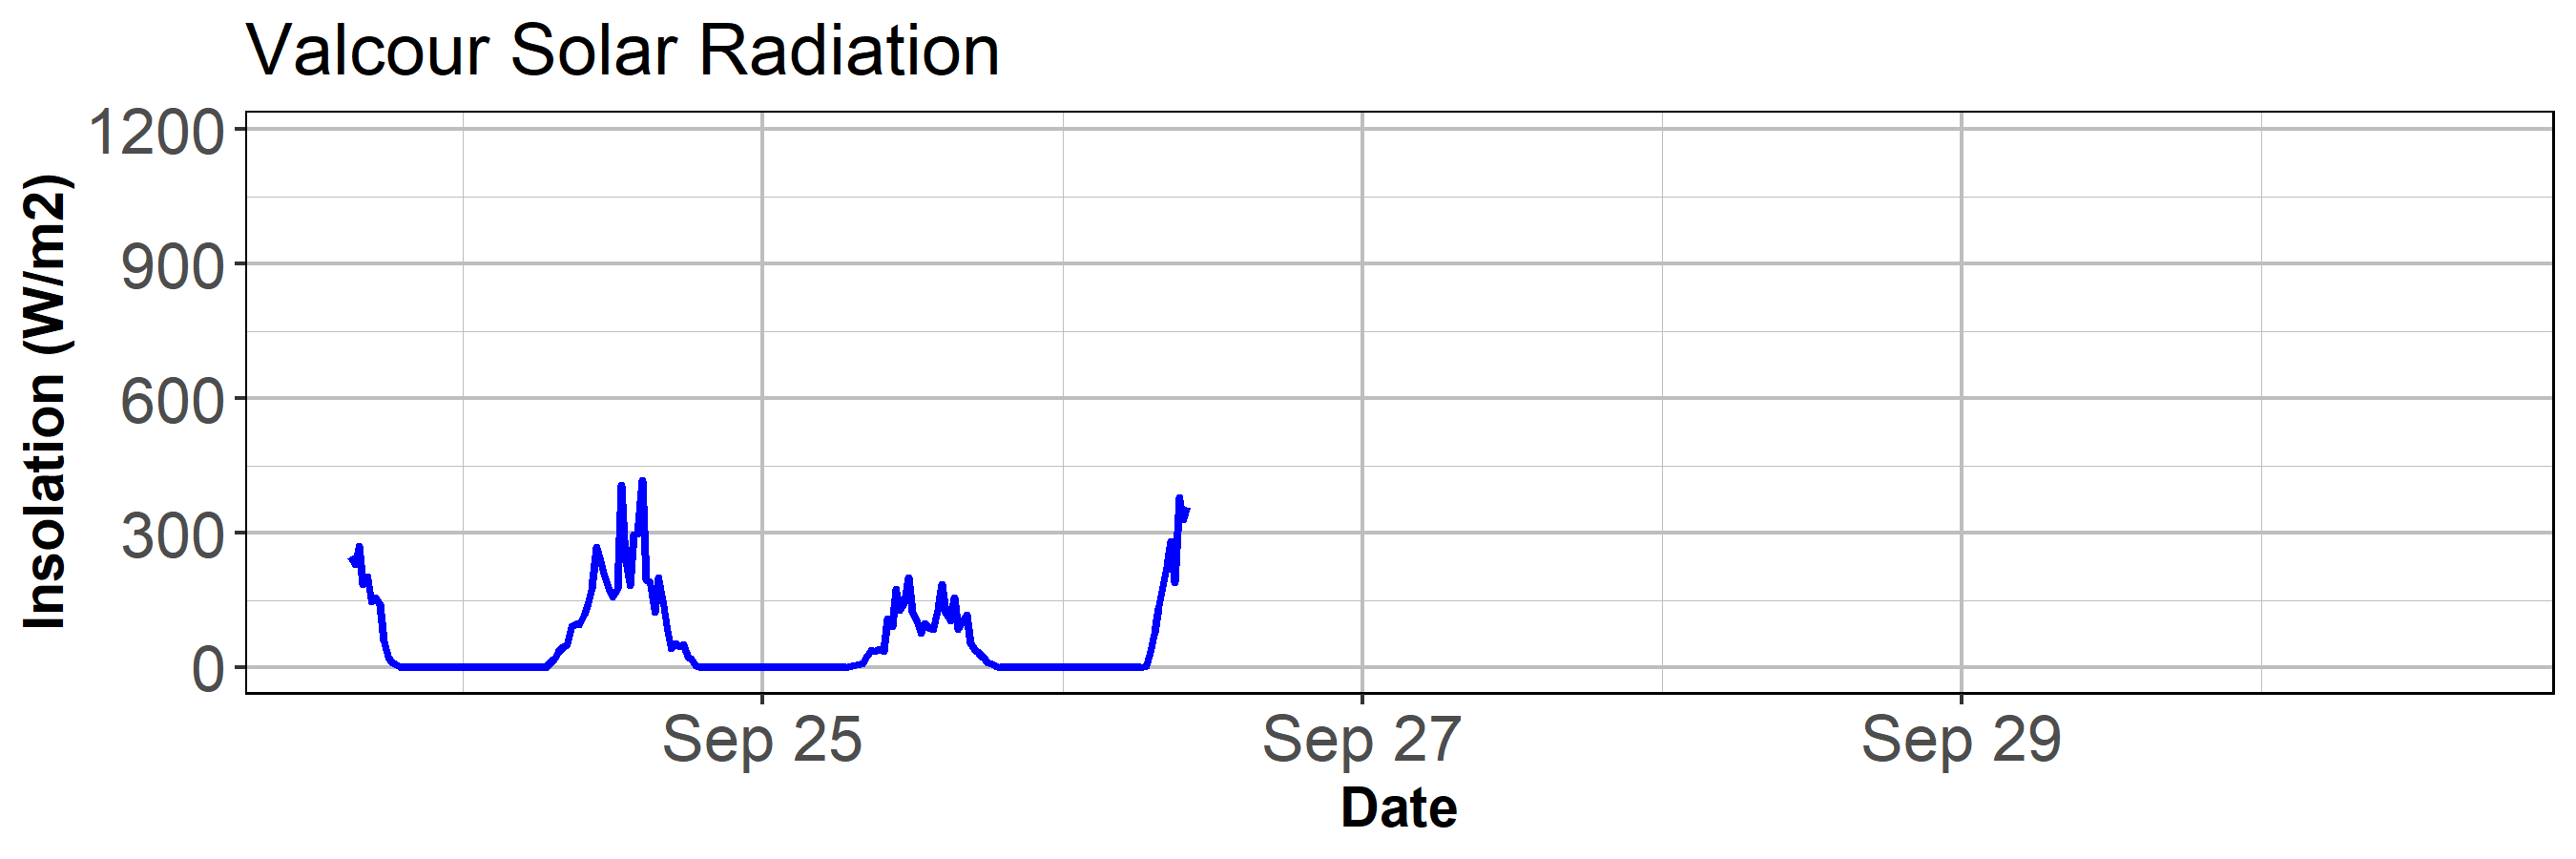 Valcour Solar Radiation
1200
900
600
300
0
Insolation (W/m2)
Sep 25 Sep 27 Sep 29
Date